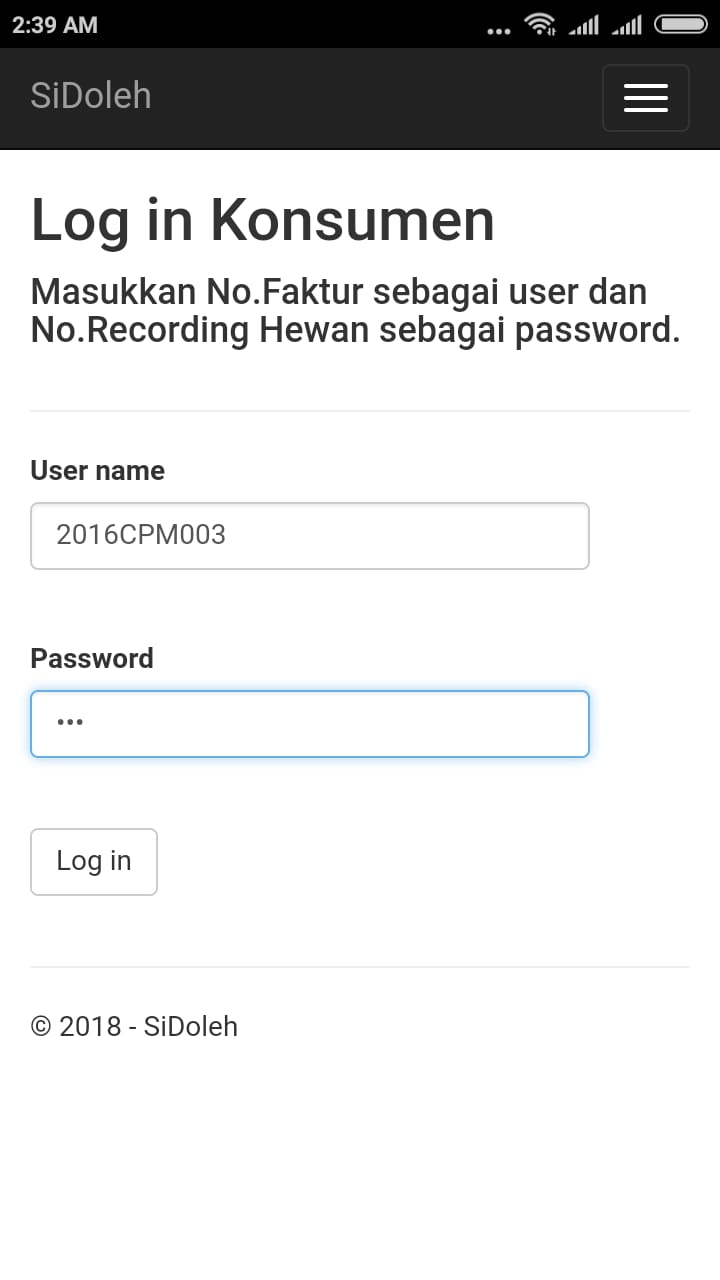 2:39 AM
SiDoleh
Log in Konsumen
Masukkan No.Faktur sebagai user dan
No.Recording Hewan sebagai password.
User name
2016CPM003
Password
•••
Log in
© 2018 - SiDoleh